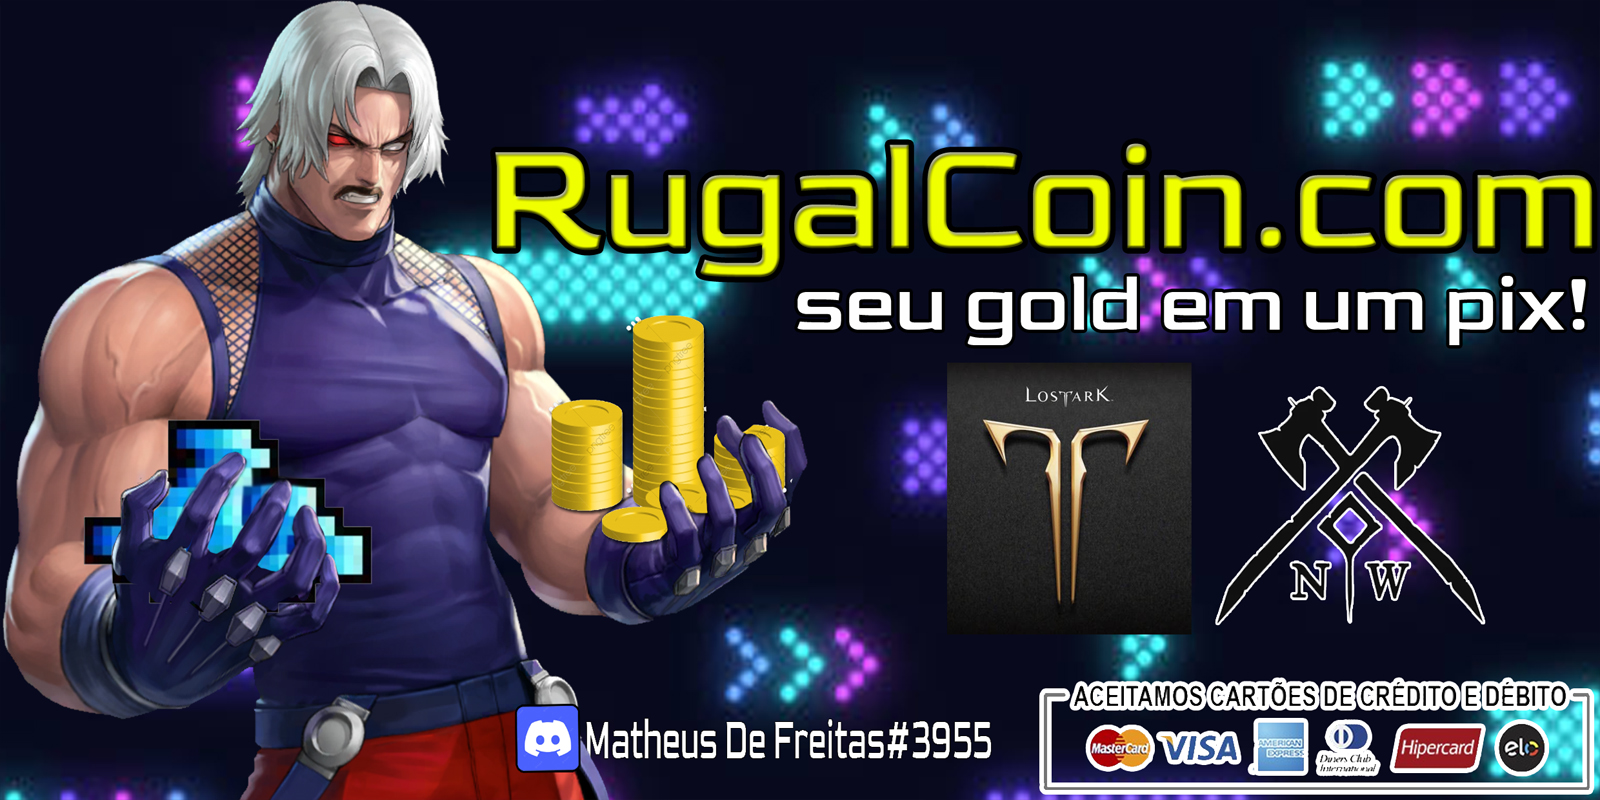 RugalCoin.com
seu gold em um pix!
LOSTARK
N W
Matheus De Freitas#3955
ACEITAMOS CARTÕES DE CRÉDITO E DÉBITO
MasterCard VISA AMERICAN EXPRESS Diners Club International Hipercard elo